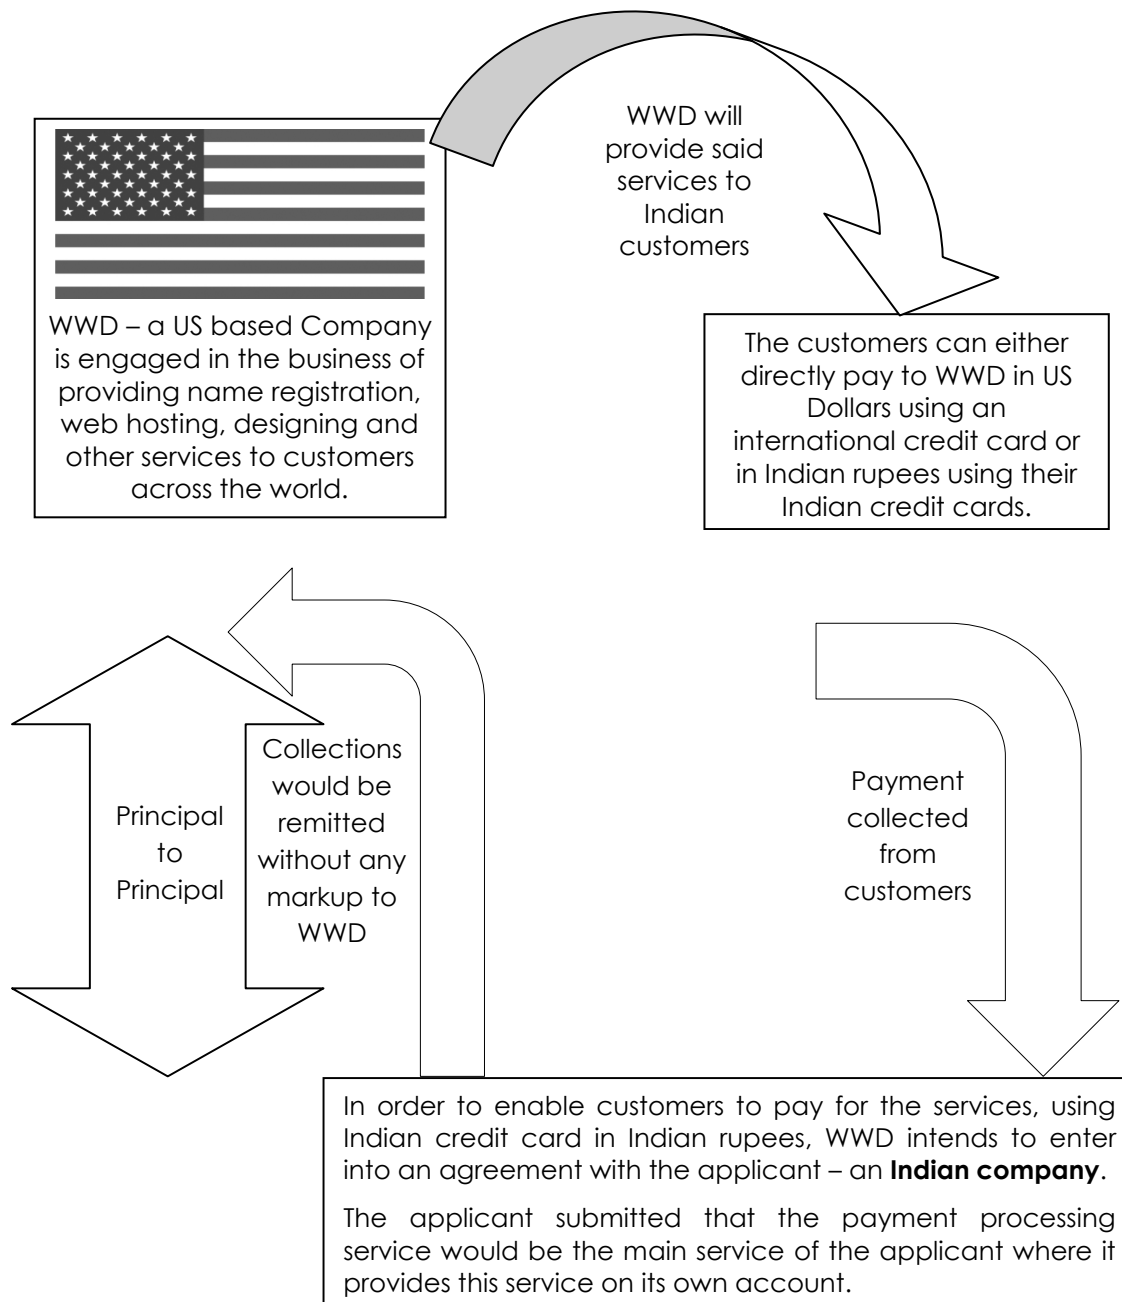 WWD will
provide said
services to
Indian
customers
WWD – a US based Company
is engaged in the business of
providing name registration,
web hosting, designing and
other services to customers
across the world.
The customers can either
directly pay to WWD in US
Dollars using an
international credit card or
in Indian rupees using their
Indian credit cards.
Principal
to
Principal
Collections
would be
remitted
without any
markup to
WWD
Payment
collected
from
customers
In order to enable customers to pay for the services, using
Indian credit card in Indian rupees, WWD intends to enter
into an agreement with the applicant – an Indian company.
The applicant submitted that the payment processing
service would be the main service of the applicant where it
provides this service on its own account.